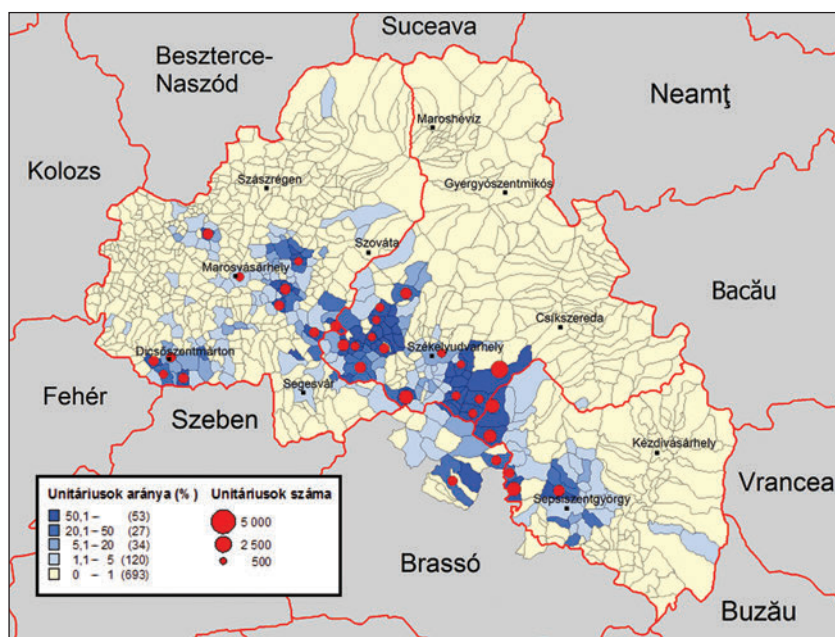 Suceava
Beszterce-
Naszód
Neamţ
Maroshévíz
Kolozs
Szászrégen
Gyergyószentmikós
Szováta
Marosvásárhely
Bacău
Csíkszereda
Dicsőszentmárton
Székelyudvarhely
Fehér
Segesvár
Szeben
Kézdivásárhely
Vrancea
Sepsiszentgyörgy
Brassó
Buzău
Unitáriusok aránya (% )
50,1 – (53)
20,1 – 50 (27)
5,1 – 20 (34)
1,1 – 5 (120)
0 – 1 (693)
Unitáriusok száma
5 000
2 500
500